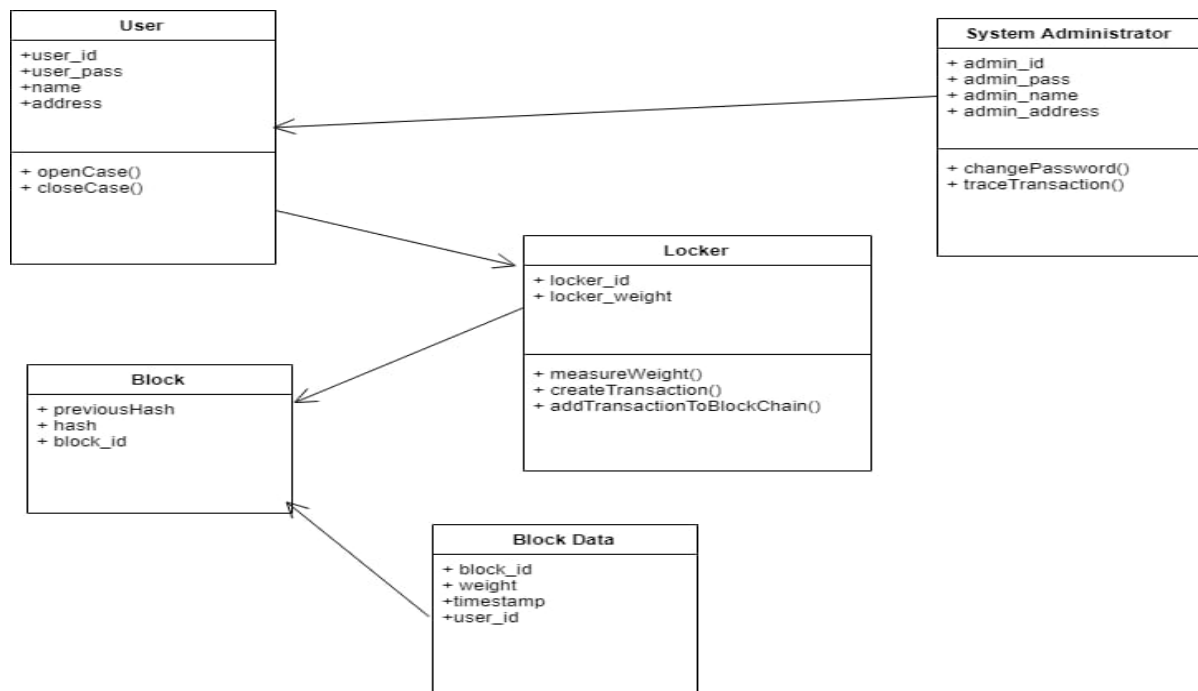 User
+user_id
+user_pass
+name
+address
+ openCase()
+ closeCase()
System Administrator
+ admin_id
+ admin_pass
+ admin_name
+ admin_address
+ changePassword()
+ traceTransaction()
Locker
+ locker_id
+ locker_weight
+ measureWeight()
+ createTransaction()
+ addTransactionToBlockChain()
Block
+ previousHash
+ hash
+ block_id
Block Data
+ block_id
+ weight
+timestamp
+user_id